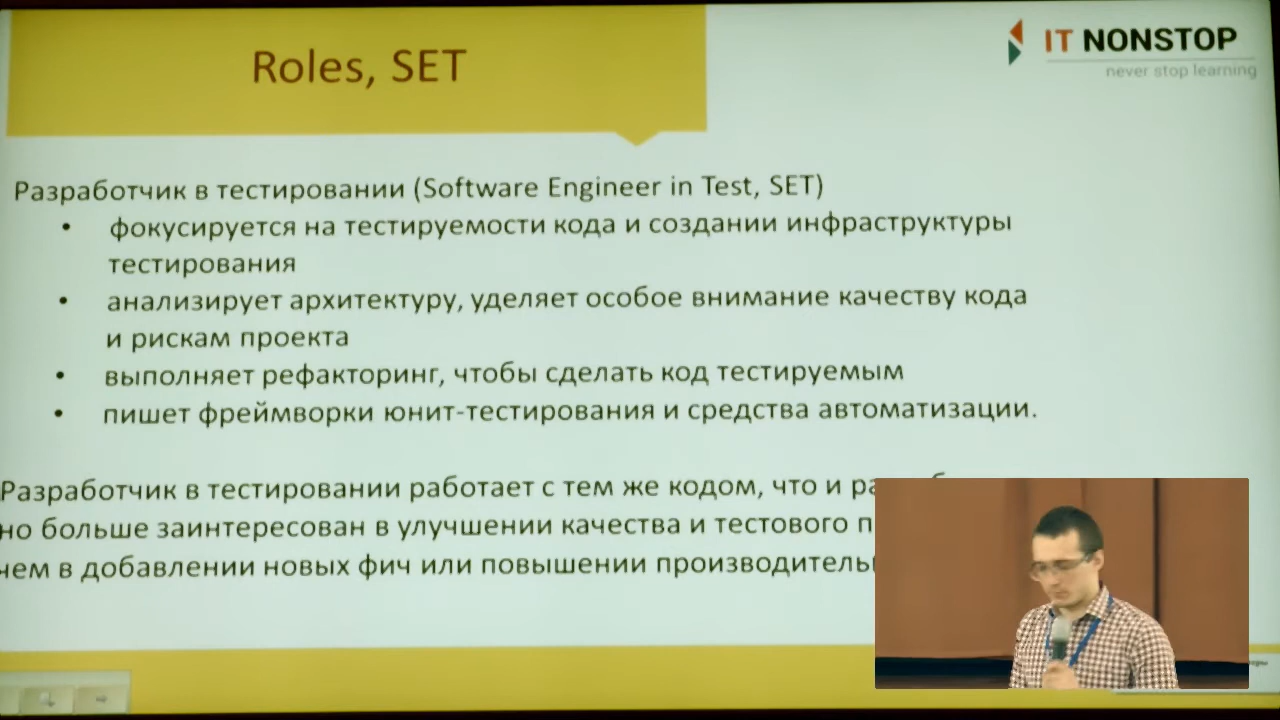 Roles, SET
IT NONSTOP
never stop learning
Разработчик в тестировании (Software Engineer in Test, SET)
• фокусируется на тестируемости кода и создании инфраструктуры
тестирования
• анализирует архитектуру, уделяет особое внимание качеству кода
и рискам проекта
• выполняет рефакторинг, чтобы сделать код тестируемым
• пишет фреймворки юнит-тестирования и средства автоматизации.
Разработчик в тестировании работает с тем же кодом, что и
но больше заинтересован в улучшении качества и тестового
чем в добавлении новых фич или повышении